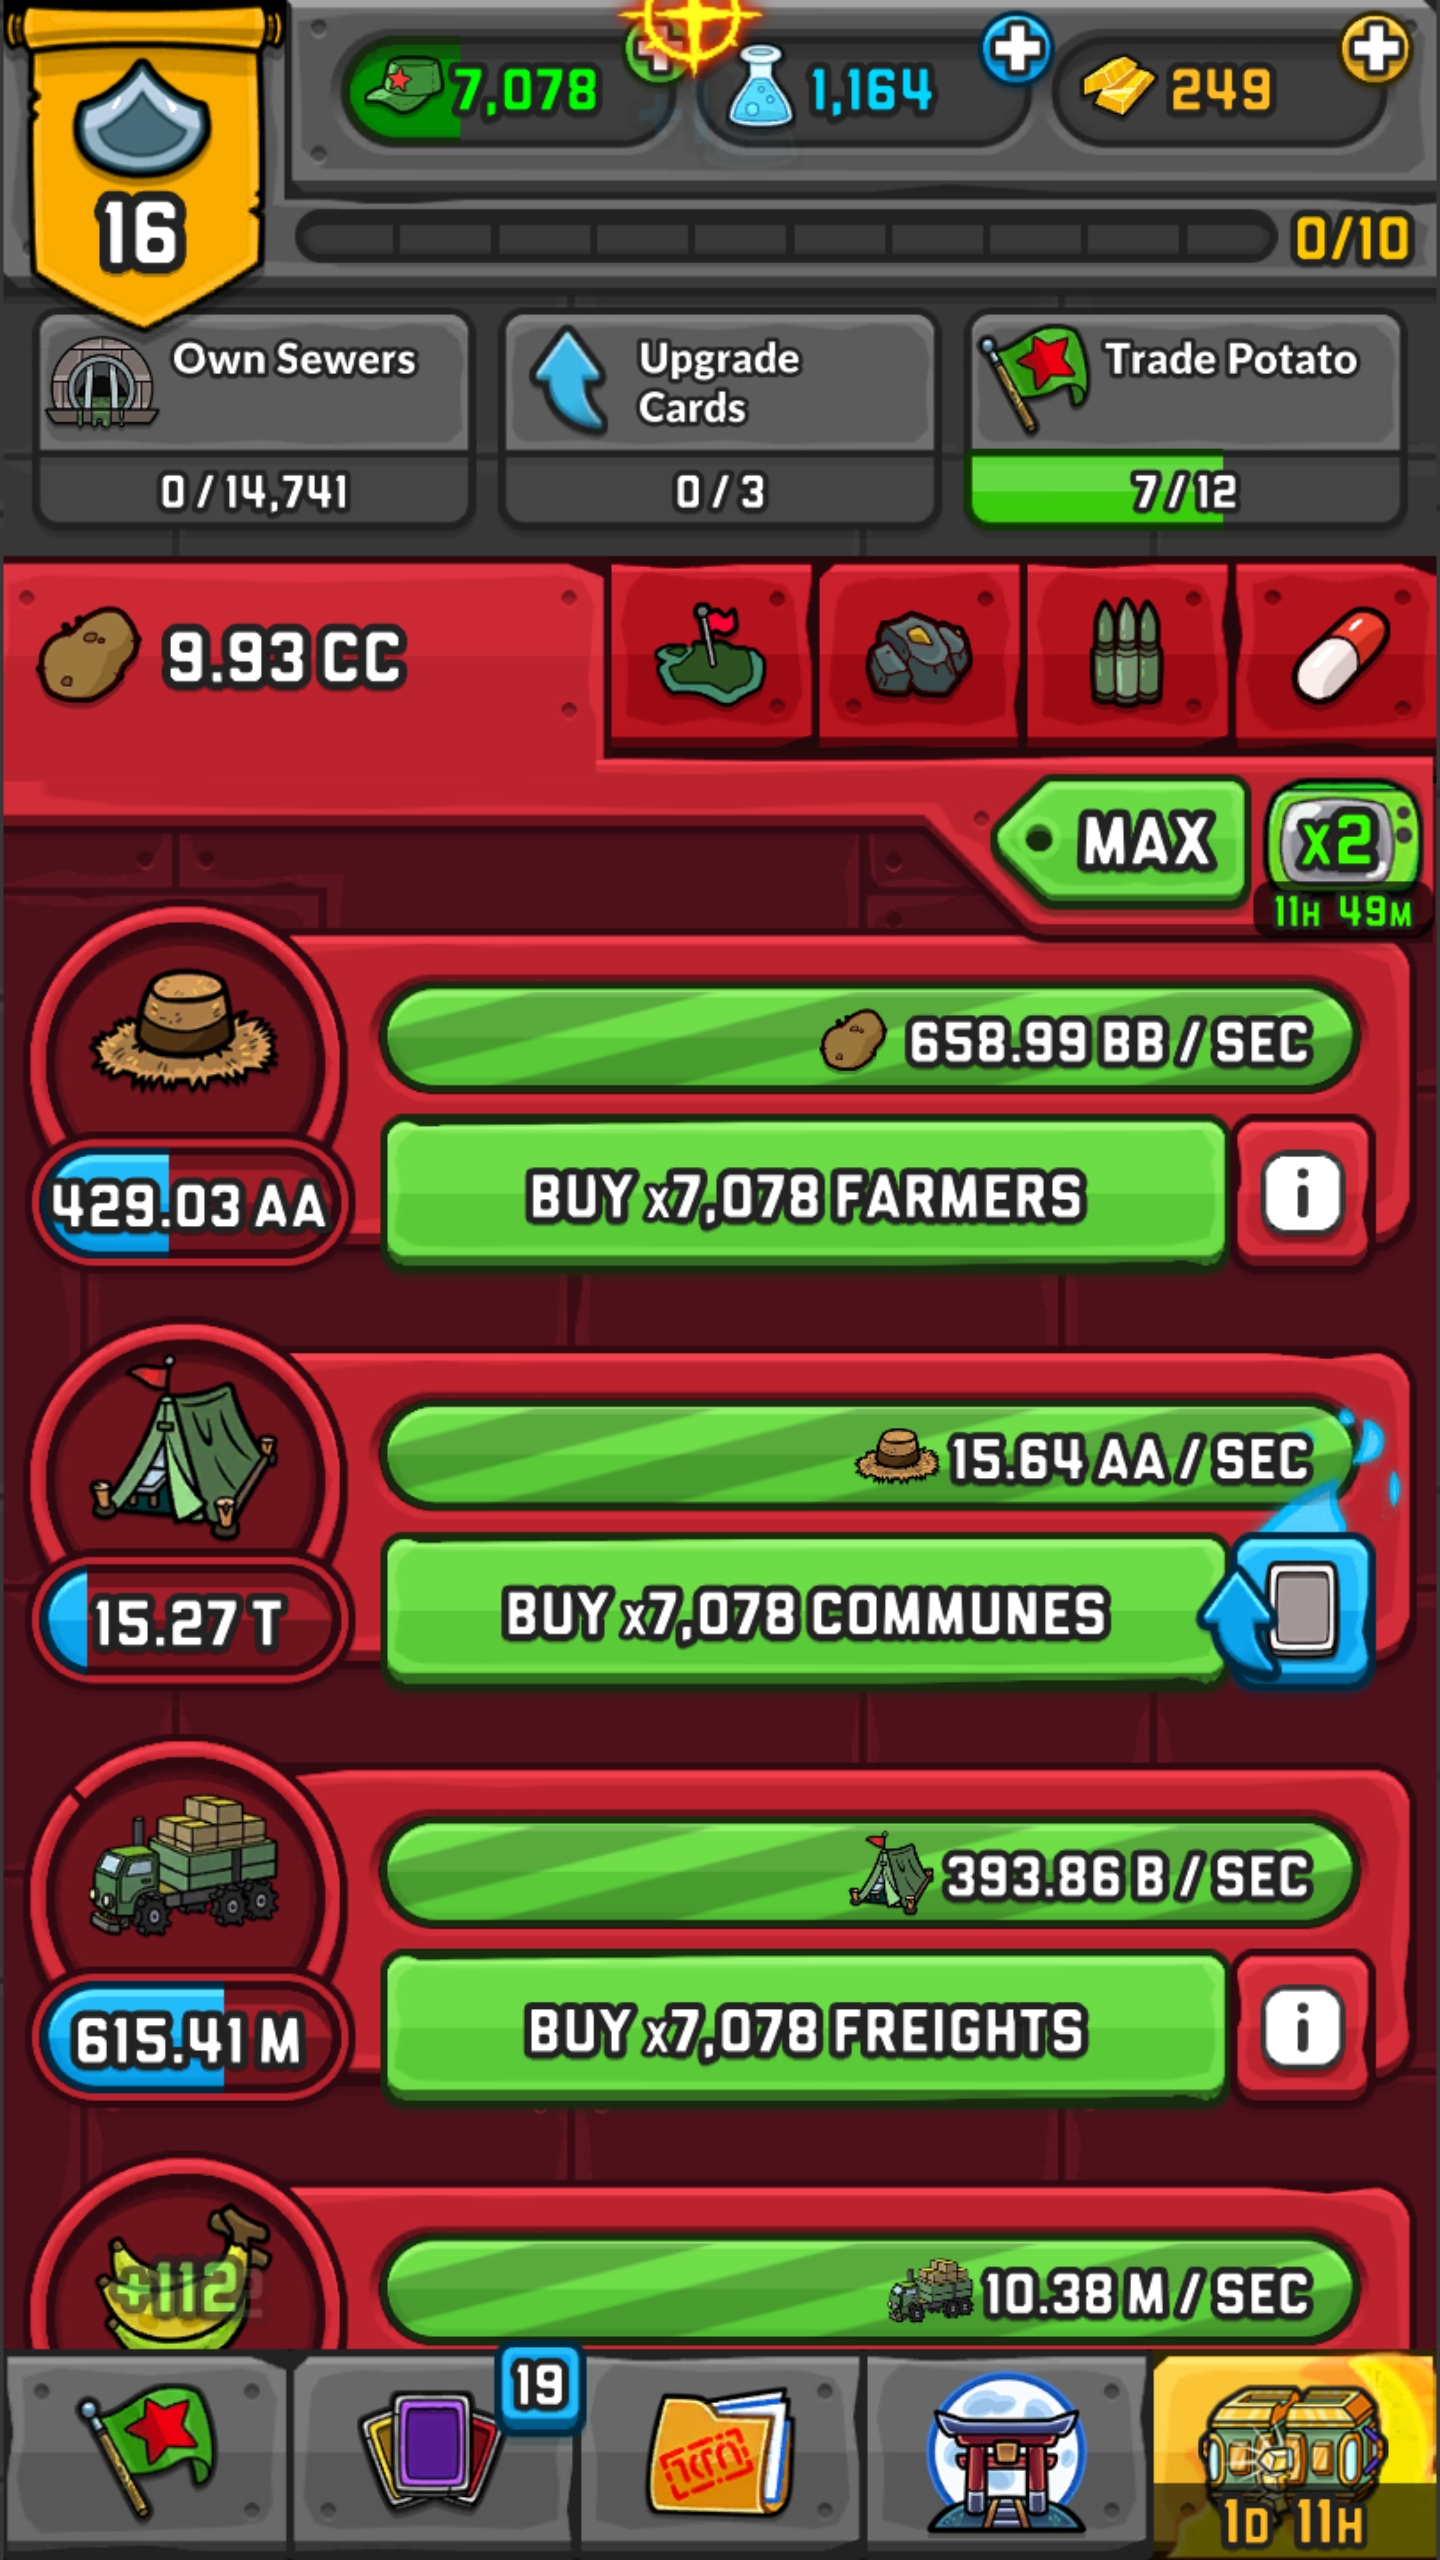 7,078
1,164
249
16
0/10
Own Sewers
0 / 14,741
Upgrade
Cards
0 / 3
Trade Potato
7 / 12
9.93 CC
MAX
x2
11H 49M
658.99 BB / SEC
429.03 AA
BUY x7,078 FARMERS
i
15.64 AA / SEC
15.27 T
BUY x7,078 COMMUNES
393.86 B / SEC
615.41 M
BUY x7,078 FREIGHTS
i
+112
10.38 M / SEC
19
1D 11H